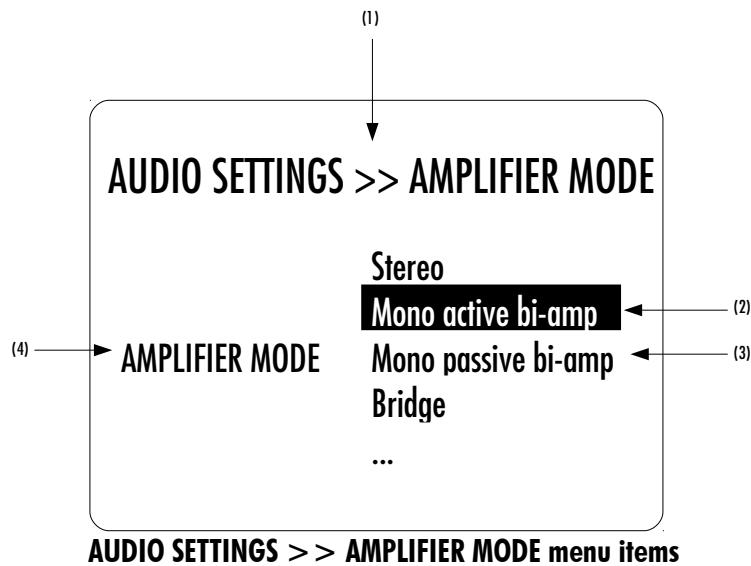 (1)
AUDIO SETTINGS >> AMPLIFIER MODE
Stereo
Mono active bi-amp
(2)
(4)
AMPLIFIER MODE
Mono passive bi-amp
(3)
Bridge
...
AUDIO SETTINGS >> AMPLIFIER MODE menu items